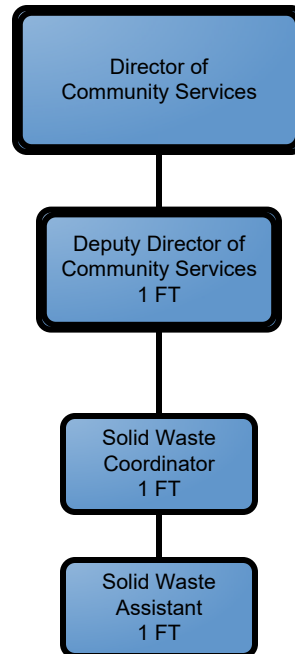 Director of
Community Services
Deputy Director of
Community Services
1 FT
Solid Waste
Coordinator
1 FT
Solid Waste
Assistant
1 FT